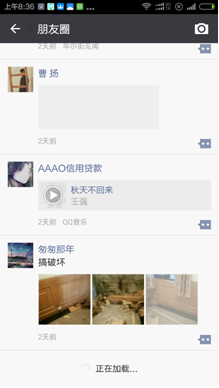 上午8:36
朋友圈
2天前 华尔街见闻
曹 扬
2天前
AAAO信用贷款
秋天不回来
王强
2天前 QQ音乐
匆匆那年
搞破坏
2天前
正在加载...